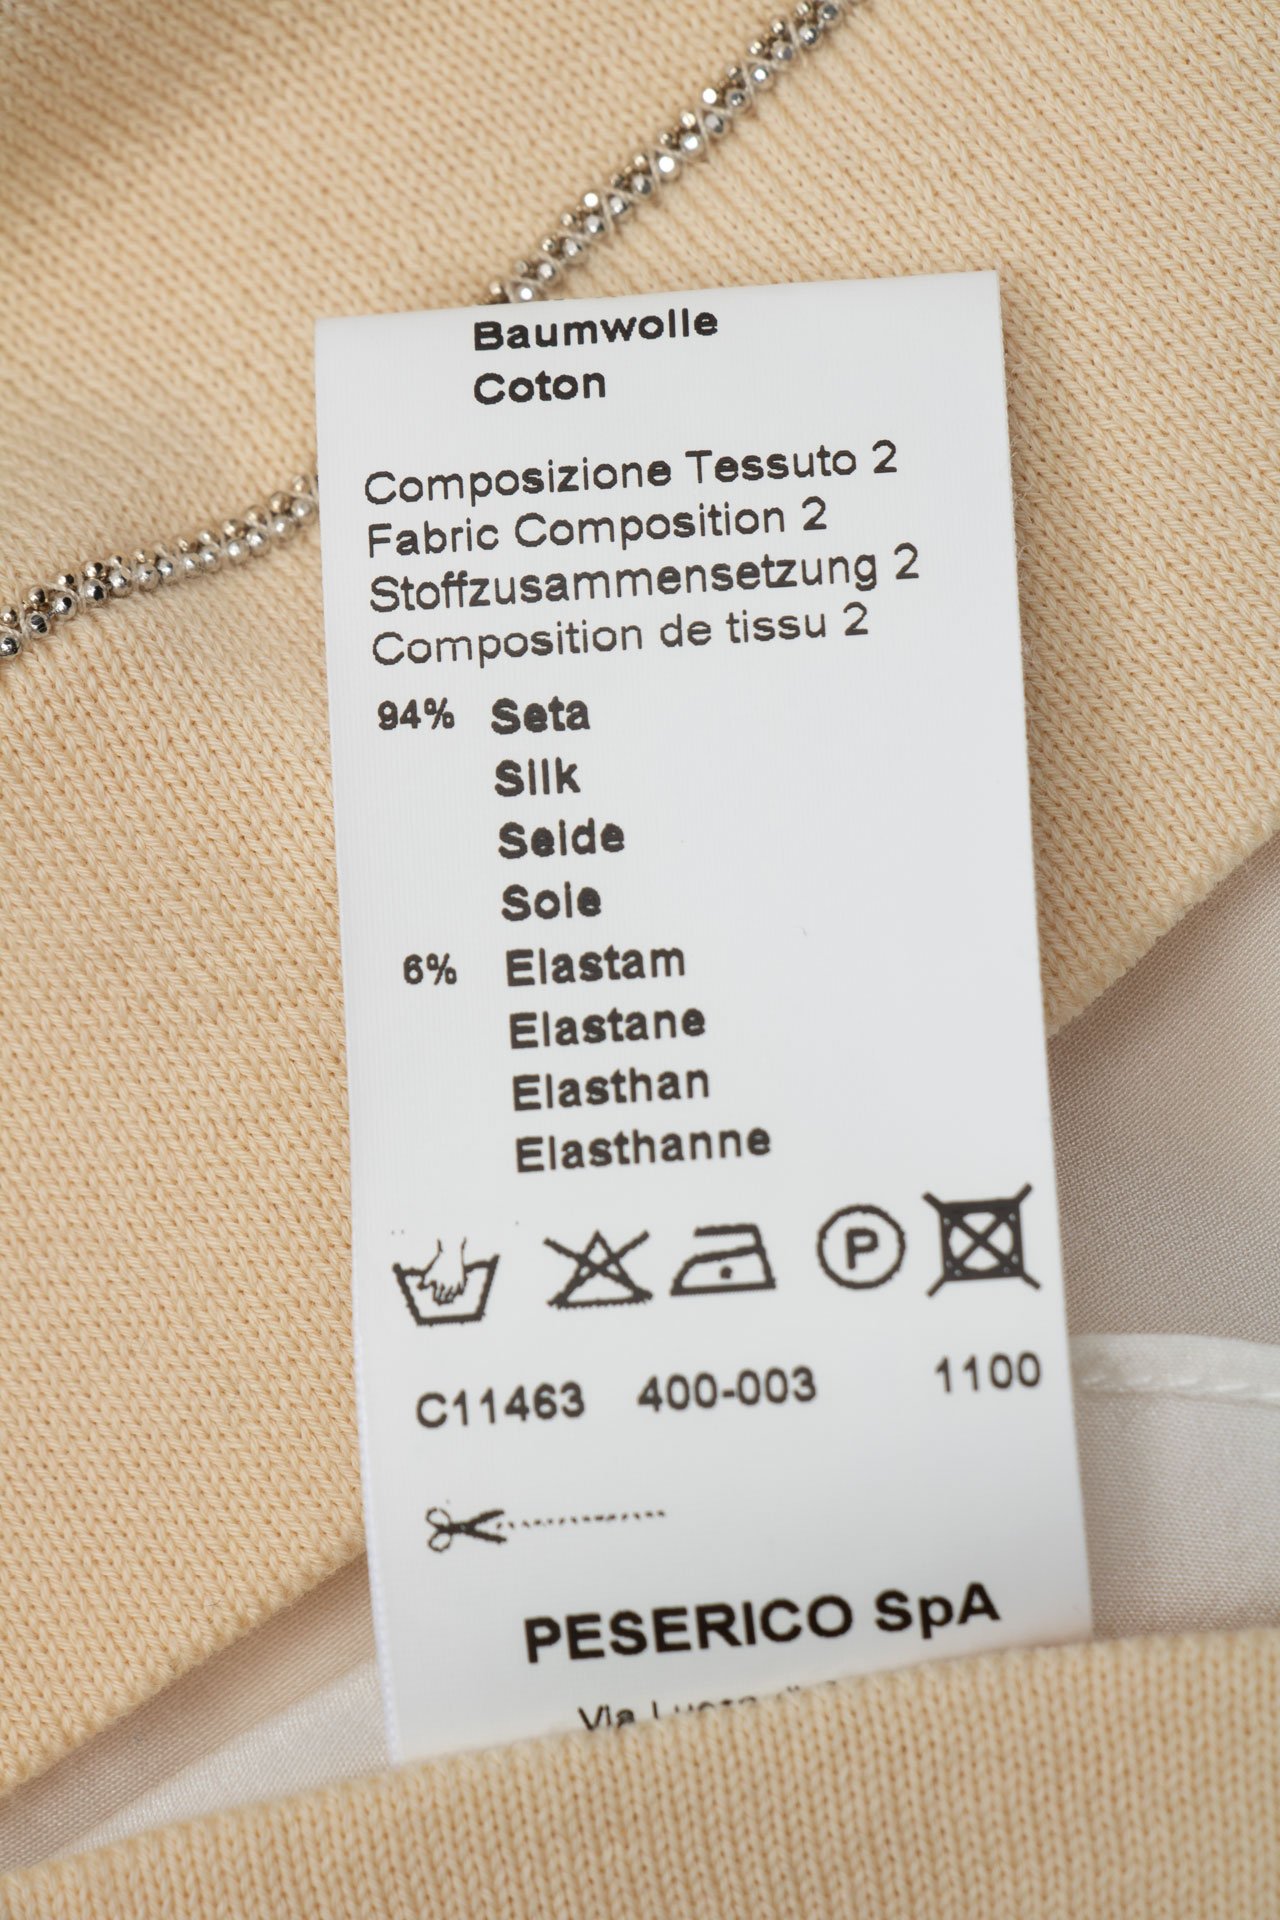 Baumwolle
Coton
Composizione Tessuto 2
Fabric Composition 2
Stoffzusammensetzung 2
Composition de tissu 2
94% Seta
Silk
Seide
Soie
6% Elastam
Elastane
Elasthan
Elasthanne
P
C11463 400-003 1100
PESERICO SpA
Via